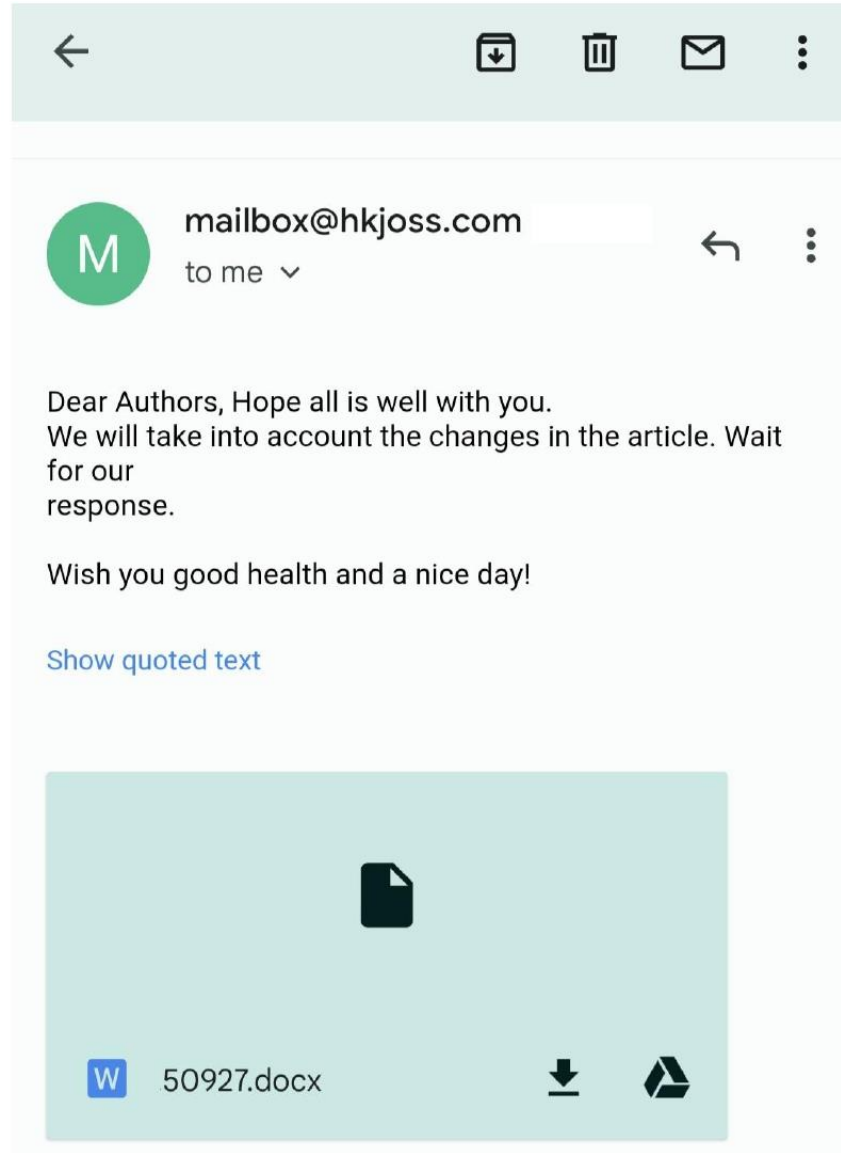 M
mailbox@hkjoss.com
to me
Dear Authors, Hope all is well with you.
We will take into account the changes in the article. Wait
for our
response.
Wish you good health and a nice day!
Show quoted text
W 50927.docx